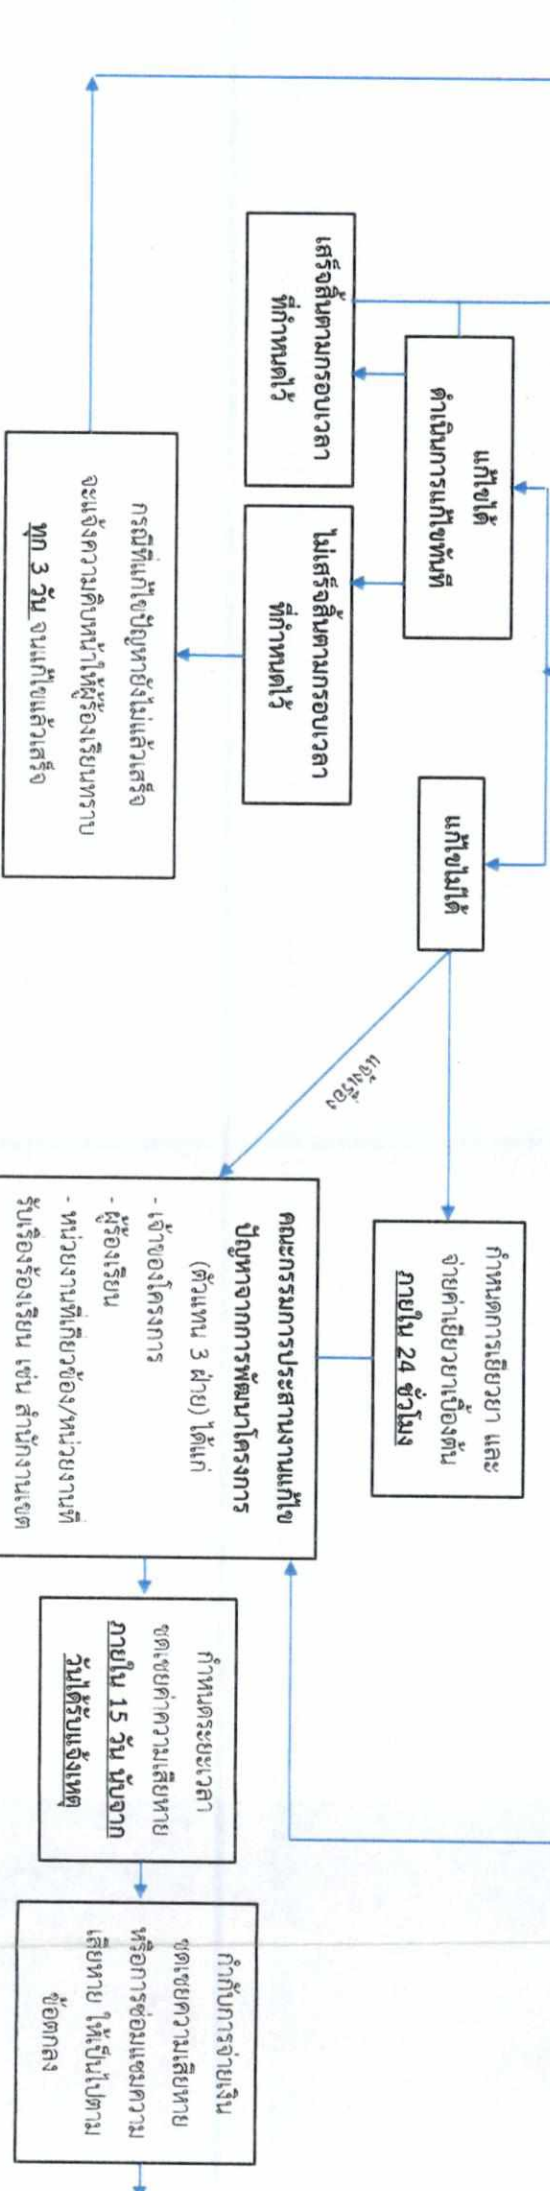 แก้ไขได้
ดำเนินการแก้ไขทันที
แก้ไขไม่ได้
เสร็จสิ้นตามกรอบเวลา
ที่กำหนดไว้
ไม่เสร็จสิ้นตามกรอบเวลา
ที่กำหนดไว้
กรณีที่แก้ไขปัญหายังไม่แล้วเสร็จ
จะแจ้งความคืบหน้าให้ผู้ร้องเรียนทราบ
ทุก 3 วัน จนแก้ไขแล้วเสร็จ
แจ้งเรื่อง
กำหนดการเยียวยา และ
จ่ายค่าเยียวยาเบื้องต้น
ภายใน 24 ชั่วโมง
คณะกรรมการประสานงานแก้ไข
ปัญหาจากการพัฒนาโครงการ
(ตัวแทน 3 ฝ่าย) ได้แก่
- เจ้าของโครงการ
- ผู้ร้องเรียน
- หน่วยงานที่เกี่ยวข้อง/หน่วยงานที่
รับเรื่องร้องเรียน เช่น สำนักงานเขต
กำหนดระยะเวลา
ชดเชยค่าความเสียหาย
ภายใน 15 วัน นับจาก
วันได้รับแจ้งเหตุ
กำกับการจ่ายเงิน
ชดเชยความเสียหาย
หรือการซ่อมแซมความ
เสียหาย ให้เป็นไปตาม
ข้อตกลง